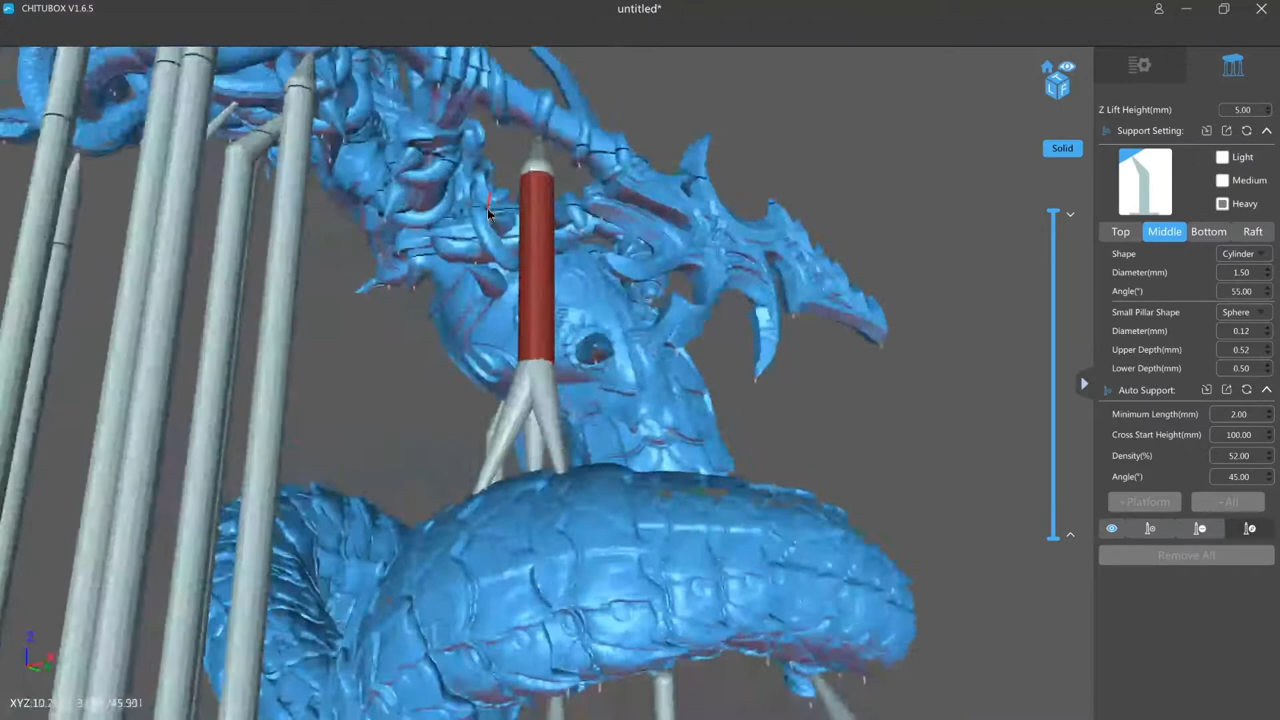 CHITUBOX V1.6.5
untitled*
Z Lift Height(mm) 5.00
Support Setting:
Light
Medium
Heavy
Top Middle Bottom Raft
Shape Cylinder
Diameter(mm) 1.50
Angle(°) 55.00
Small Pillar Shape Sphere
Diameter(mm) 0.12
Upper Depth(mm) 0.52
Lower Depth(mm) 0.50
Auto Support:
Minimum Length(mm) 2.00
Cross Start Height(mm) 100.00
Density(%) 52.00
Angle(°) 45.00
+Platform +All
Remove All
Solid
T
L F
Z
X